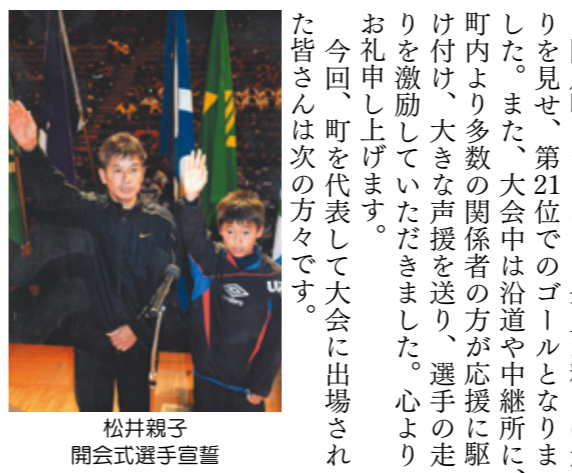 りを見せ、第21位でのゴールとなりま
した。また、大会中は沿道や中継所に、
町内より多数の関係者の方が応援に駆
け付け、大きな声援を送り、選手の走
りを激励していただきました。心より
お礼申し上げます。
今回、町を代表して大会に出場され
た皆さんは次の方々です。
松井親子
開会式選手宣誓